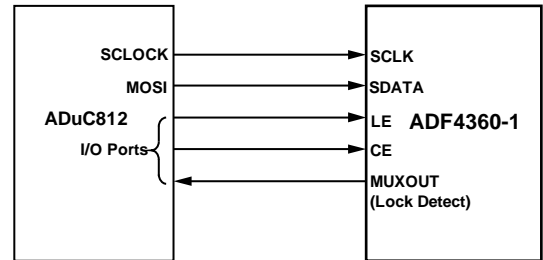 SCLOCK
MOSI
ADuC812
I/O Ports
SCLK
SDATA
LE
ADF4360-1
CE
MUXOUT
(Lock Detect)